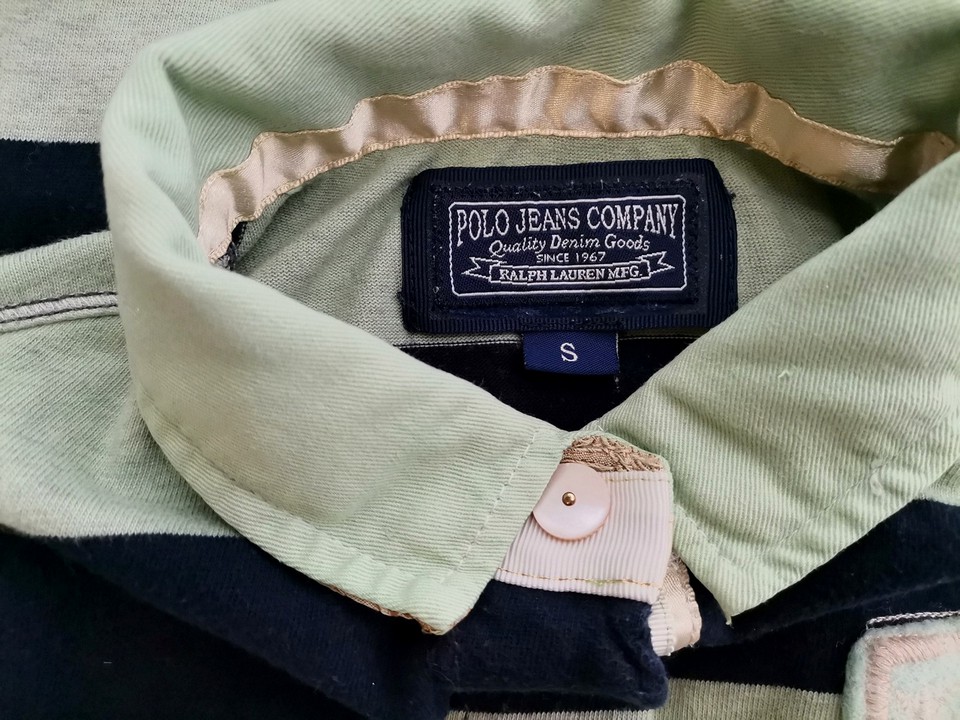 POLO JEANS COMPANY
Quality Denim Goods
SINCE 1967
RALPH LAUREN MFG.
S